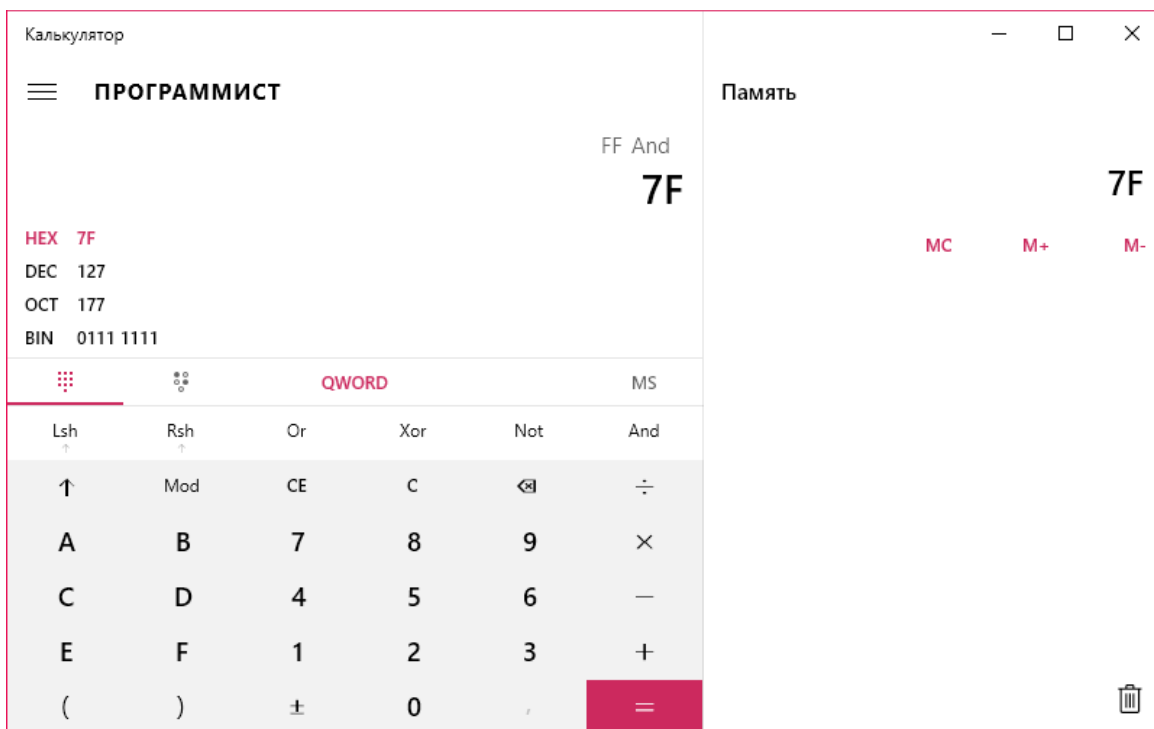 Калькулятор
ПРОГРАММИСТ
FF And
7F
HEX 7F
DEC 127
OCT 177
BIN 0111 1111
QWORD MS
Lsh Rsh Or Xor Not And
↑ Mod CE C ÷
A B 7 8 9 ×
C D 4 5 6 −
E F 1 2 3 +
( ) ± 0 , =
Память
7F
MC M+ M-